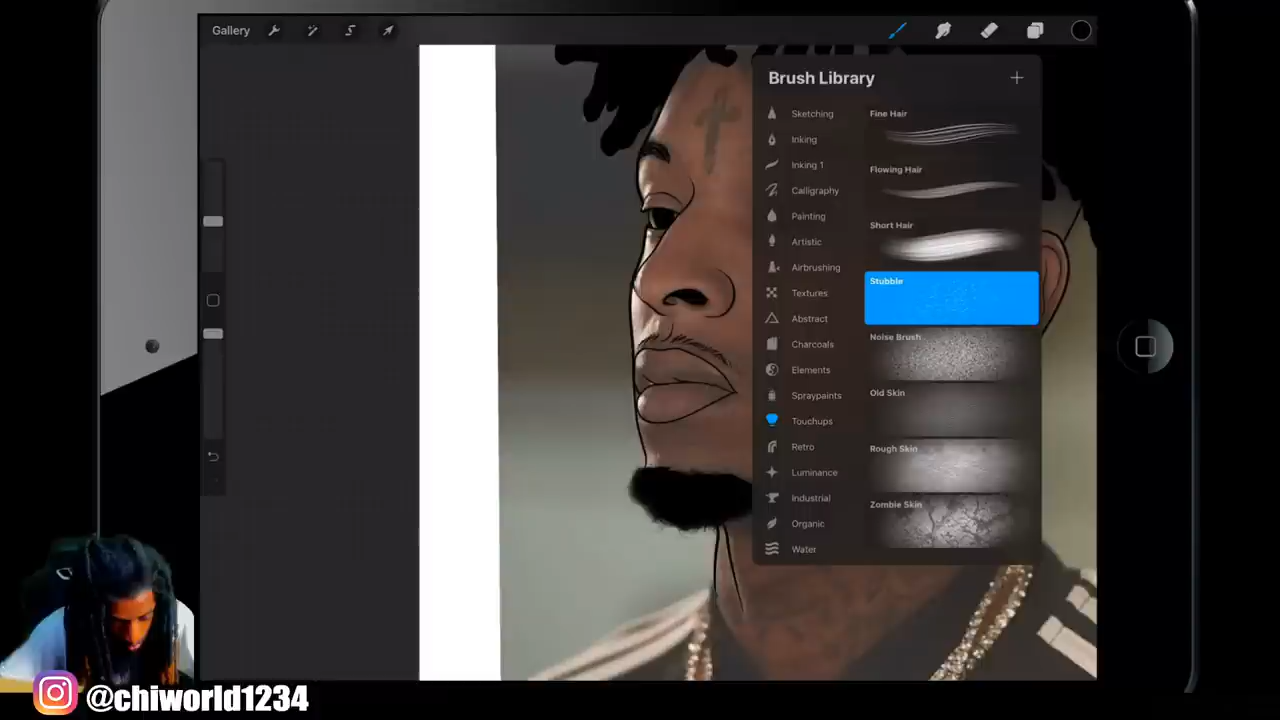 Gallery
Brush Library
Sketching
Inking
Inking 1
Calligraphy
Painting
Artistic
Airbrushing
Textures
Abstract
Charcoals
Elements
Spraypaints
Touchups
Retro
Luminance
Industrial
Organic
Water
Fine Hair
Flowing Hair
Short Hair
Stubble
Noise Brush
Old Skin
Rough Skin
Zombie Skin
@chiworld1234